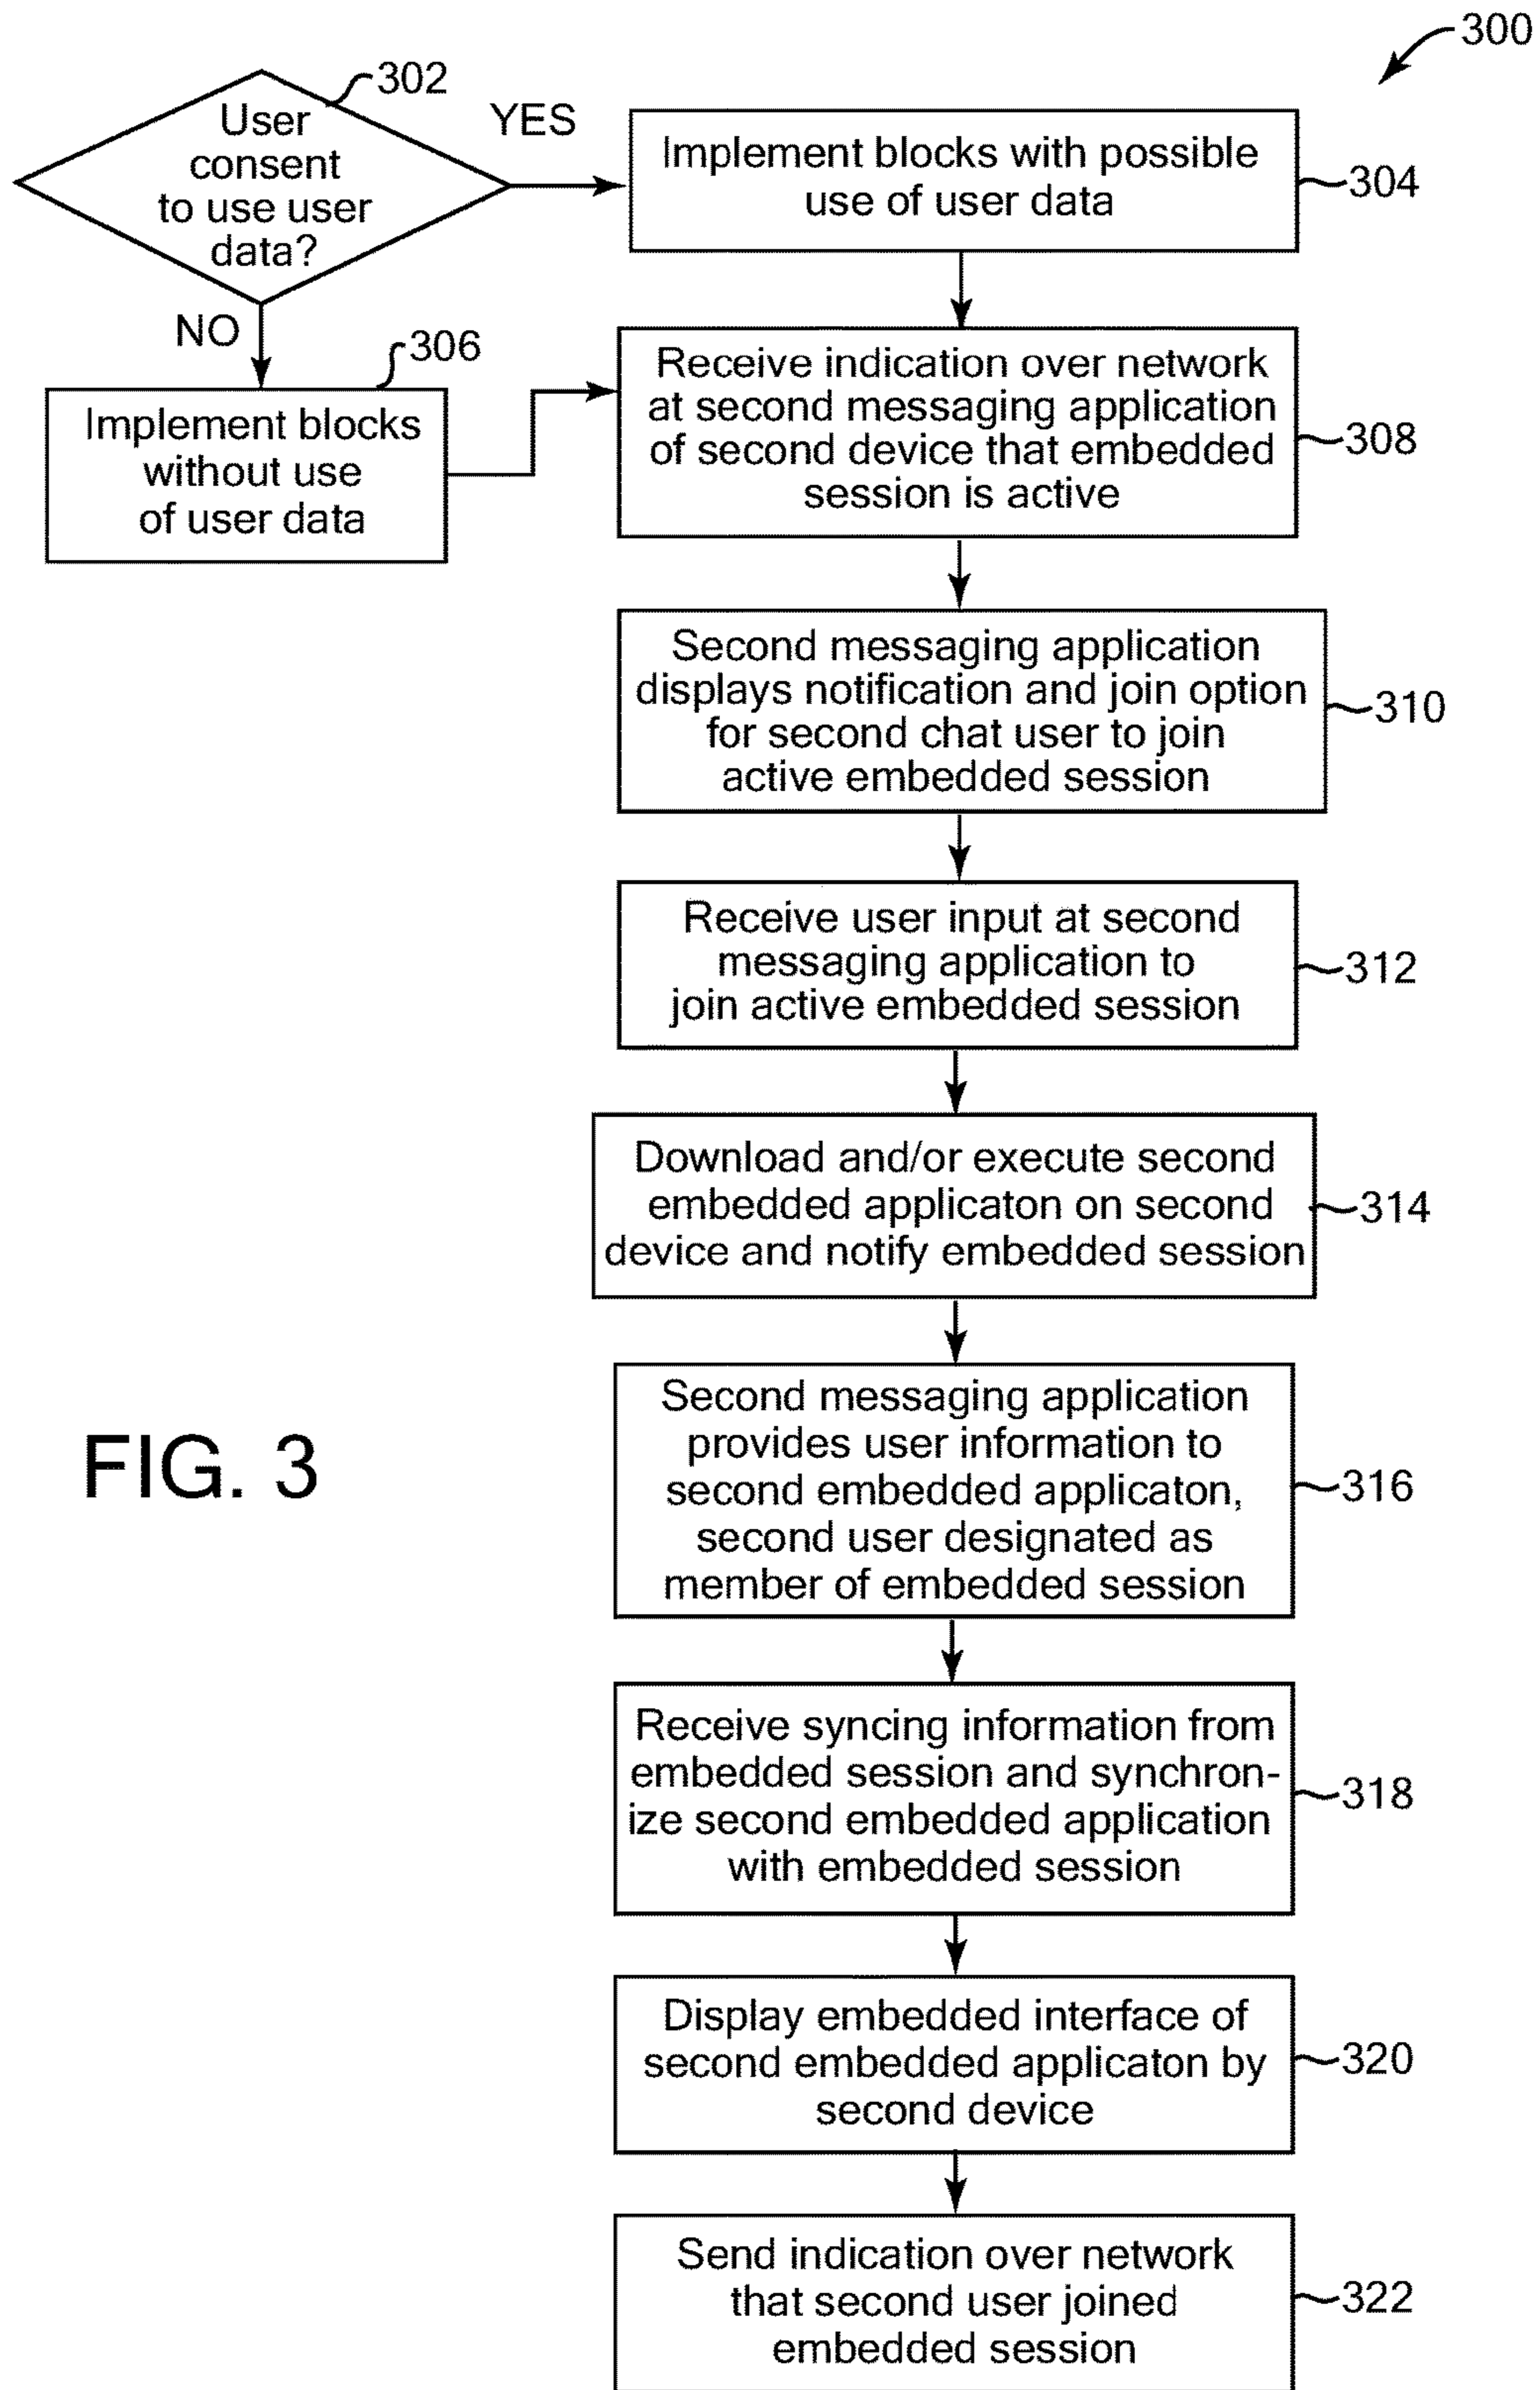 300
302
User
consent
to use user
data?
YES
NO
Implement blocks with possible
use of user data
304
306
Implement blocks
without use
of user data
Receive indication over network
at second messaging application
of second device that embedded
session is active
308
Second messaging application
displays notification and join option
for second chat user to join
active embedded session
310
Receive user input at second
messaging application to
join active embedded session
312
Download and/or execute second
embedded applicaton on second
device and notify embedded session
314
Second messaging application
provides user information to
second embedded applicaton,
second user designated as
member of embedded session
316
FIG. 3
Receive syncing information from
embedded session and synchron-
ize second embedded application
with embedded session
318
Display embedded interface of
second embedded applicaton by
second device
320
Send indication over network
that second user joined
embedded session
322